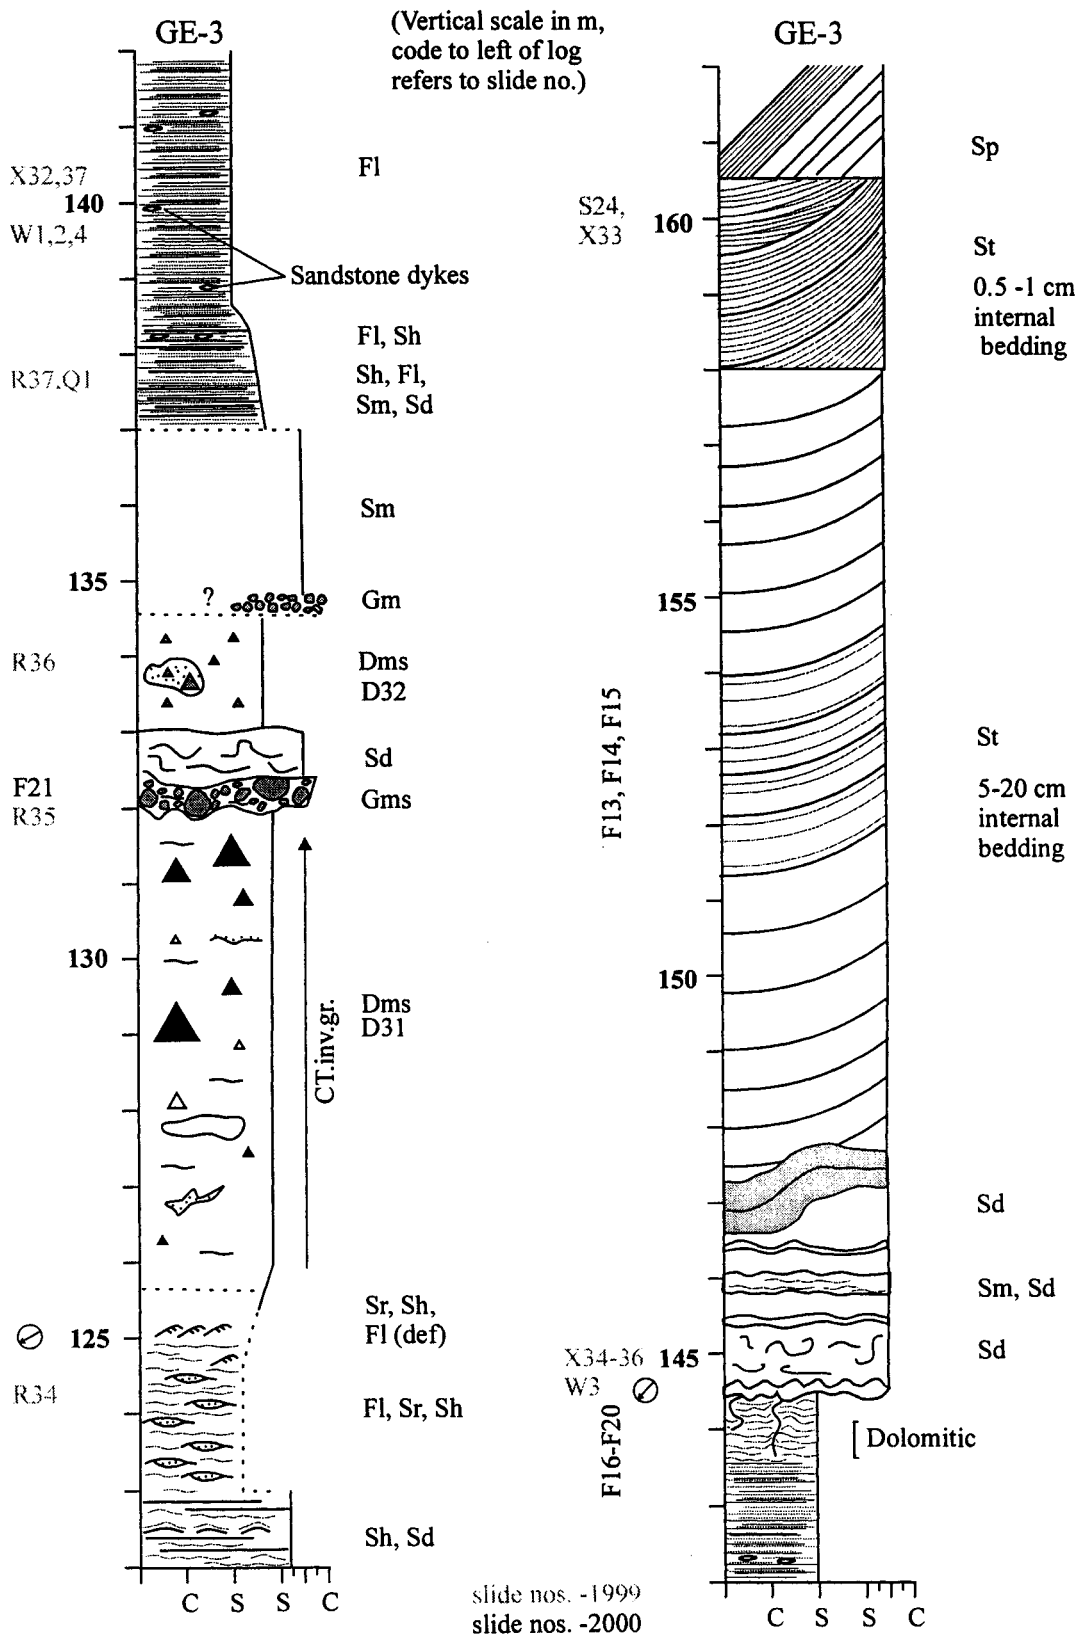 GE-3
(Vertical scale in m,
code to left of log
refers to slide no.)
GE-3
X32,37
140
W1,2,4
Fl
Sandstone dykes
Fl, Sh
R37.Q1
Sh, Fl,
Sm, Sd
Sm
135
?
Gm
R36
Dms
D32
Sd
F21
R35
Gms
130
CT.inv.gr.
Dms
D31
Sr, Sh,
125
Fl (def)
R34
Fl, Sr, Sh
Sh, Sd
C S S C
slide nos. -1999
slide nos. -2000
Sp
S24,
160
X33
St
0.5 -1 cm
internal
bedding
155
F13, F14, F15
St
5-20 cm
internal
bedding
150
Sd
Sm, Sd
X34-36
145
Sd
W3
F16-F20
[ Dolomitic
C S S C